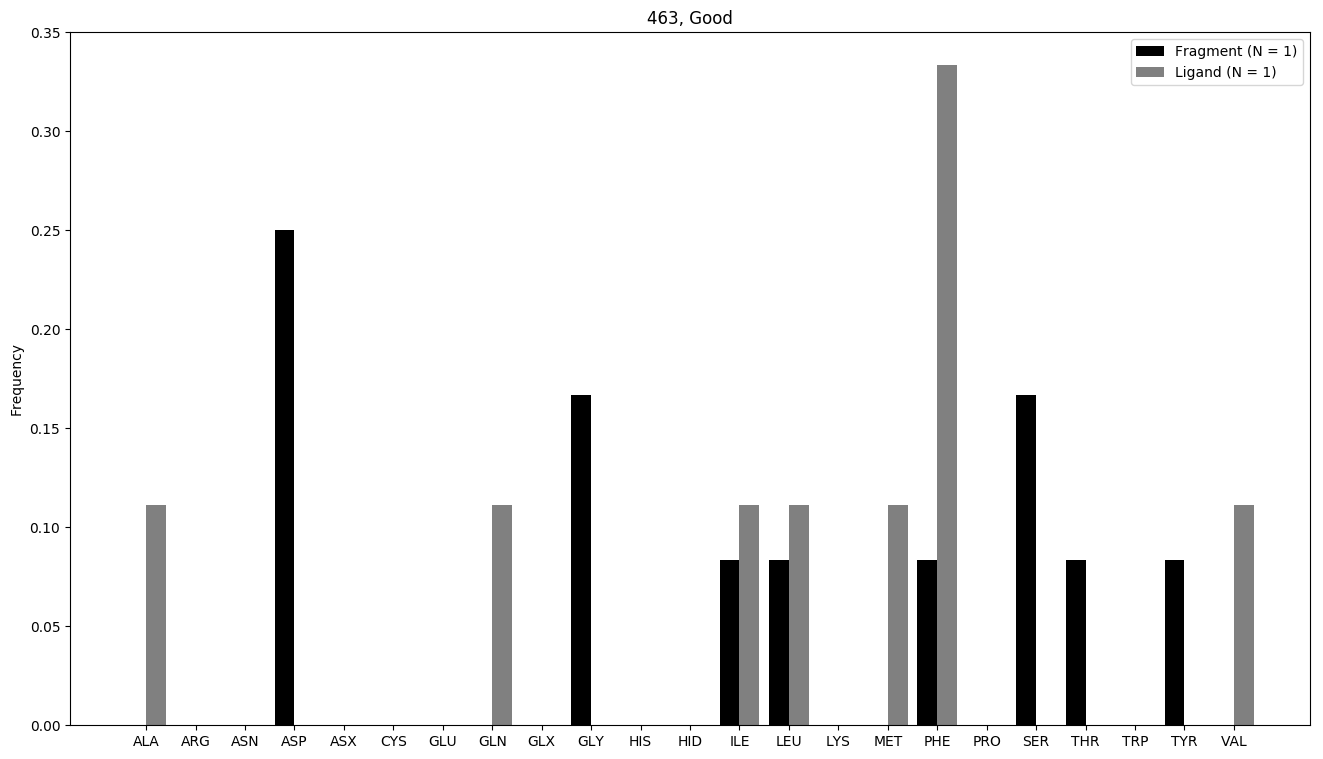 463, Good
Fragment (N = 1)
Ligand (N = 1)
Frequency
0.35
0.30
0.25
0.20
0.15
0.10
0.05
0.00
ALA ARG ASN ASP ASX CYS GLU GLN GLX GLY HIS HID ILE LEU LYS MET PHE PRO SER THR TRP TYR VAL